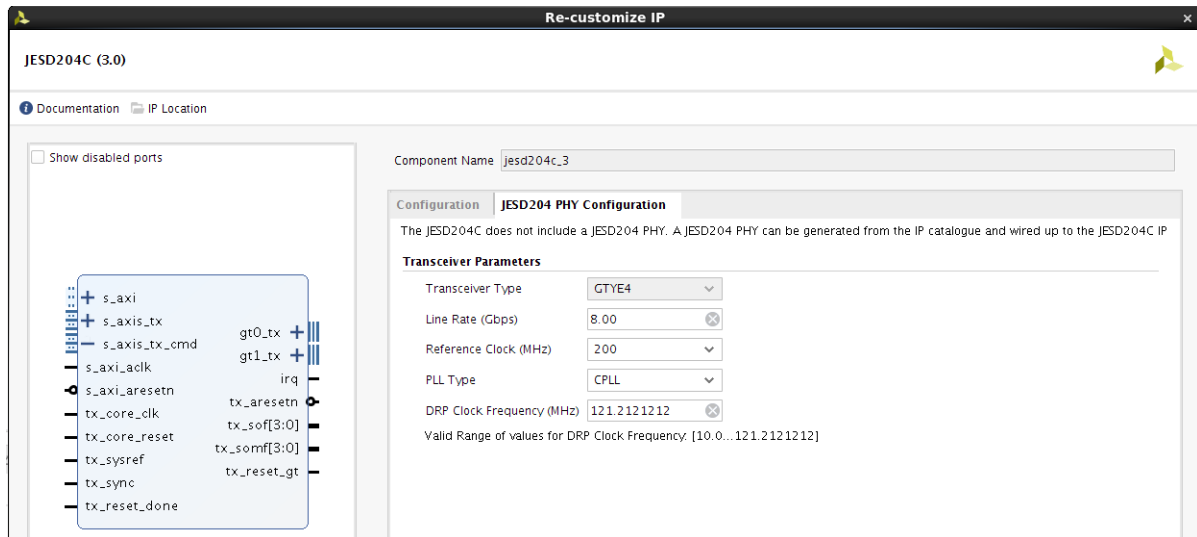 Re-customize IP
JESD204C (3.0)
Documentation IP Location
Show disabled ports
s_axi
s_axis_tx
s_axis_tx_cmd
s_axi_aclk
s_axi_aresetn
tx_core_clk
tx_core_reset
tx_sysref
tx_sync
tx_reset_done
gt0_tx
gt1_tx
irq
tx_aresetn
tx_sof[3:0]
tx_somf[3:0]
tx_reset_gt
Component Name jesd204c_3
Configuration JESD204 PHY Configuration
The JESD204C does not include a JESD204 PHY. A JESD204 PHY can be generated from the IP catalogue and wired up to the JESD204C IP
Transceiver Parameters
Transceiver Type GTYE4
Line Rate (Gbps) 8.00
Reference Clock (MHz) 200
PLL Type CPLL
DRP Clock Frequency (MHz) 121.2121212
Valid Range of values for DRP Clock Frequency: [10.0...121.2121212]